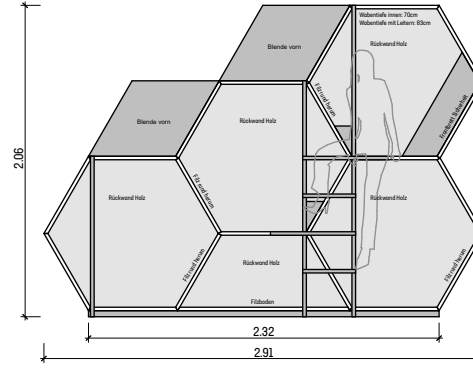 Wabentiefe innen: 70cm
Wabentiefe mit Leitern: 83cm
Blende vorn
Rückwand Holz
Filz rund herum
Blende vorn
Rückwand Holz
Frontbrett Sicherheit
2.06
Rückwand Holz
Filz rund herum
Rückwand Holz
Filz rund herum
Rückwand Holz
Filz rund herum
Filzboden
2.32
2.91